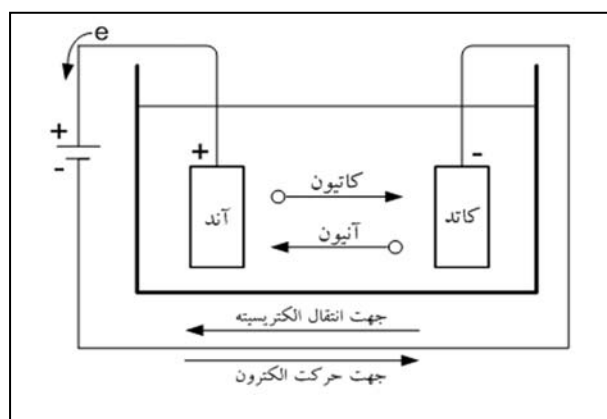 e
+
-
+
-
کاتیون
آند
کاتد
آنیون
جهت انتقال الکتریسیته
جهت حرکت الکترون